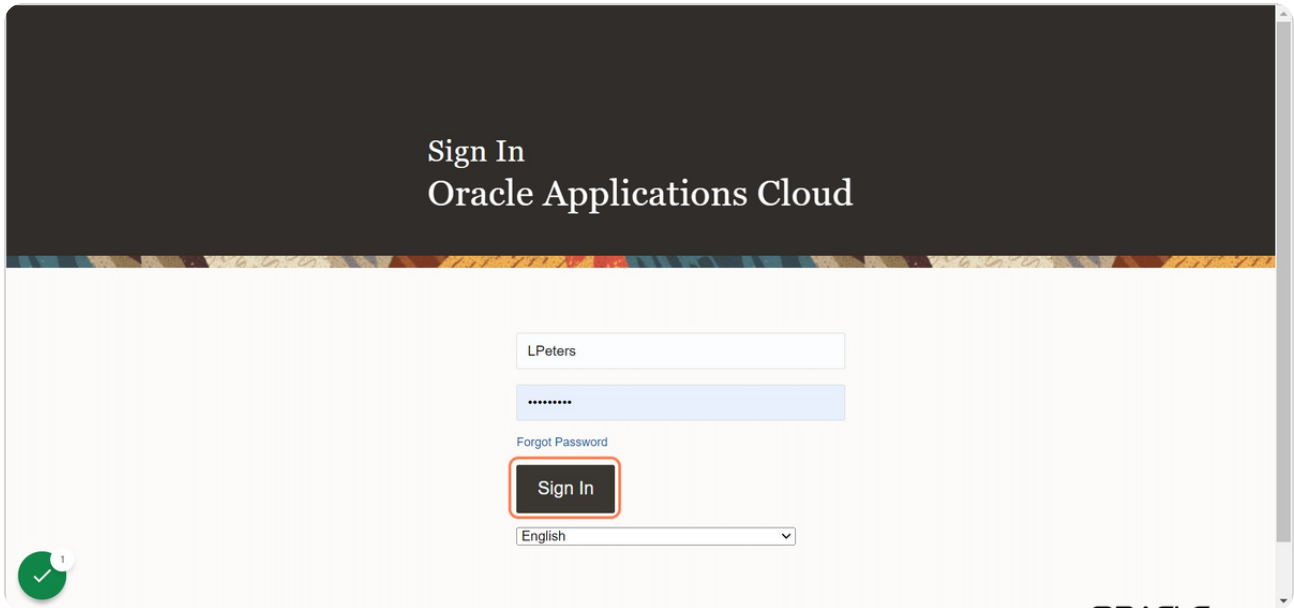 Sign In
Oracle Applications Cloud
LPeters
•••••••••
Forgot Password
Sign In
English
1